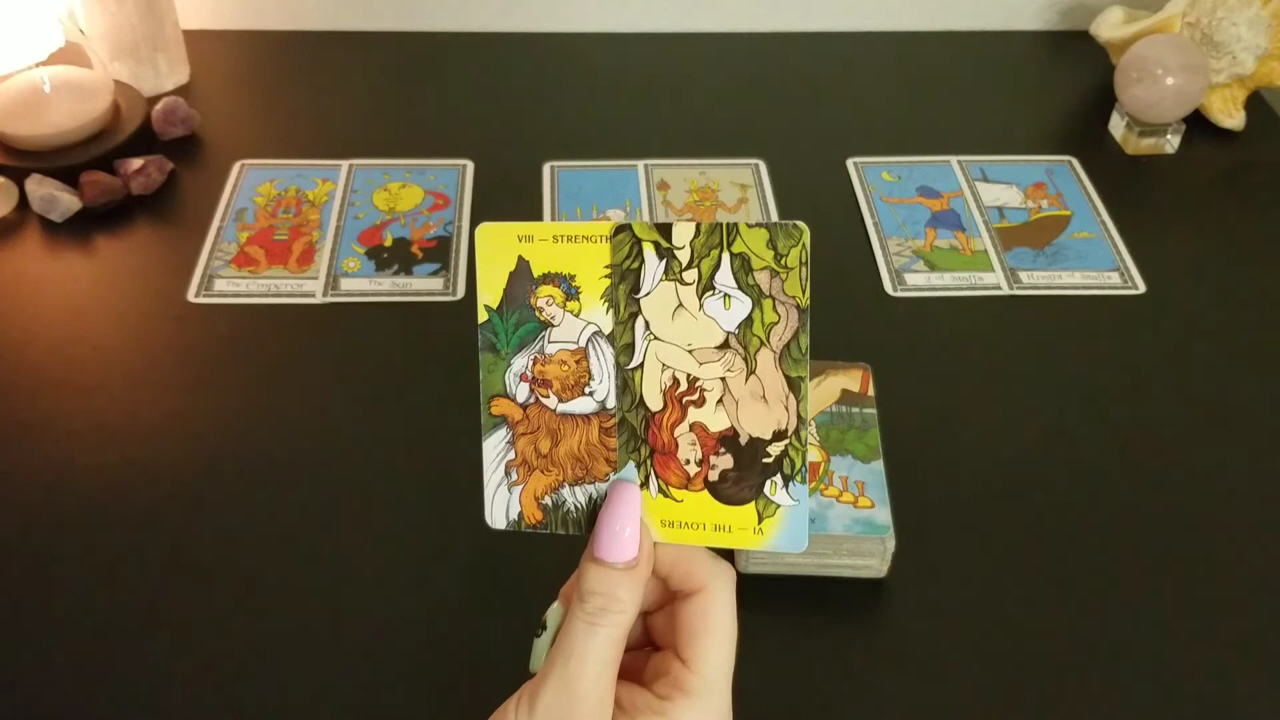 The Emperor
The Sun
2 of Staffs
Knight of Staffs
VIII — STRENGTH
VI — THE LOVERS
X